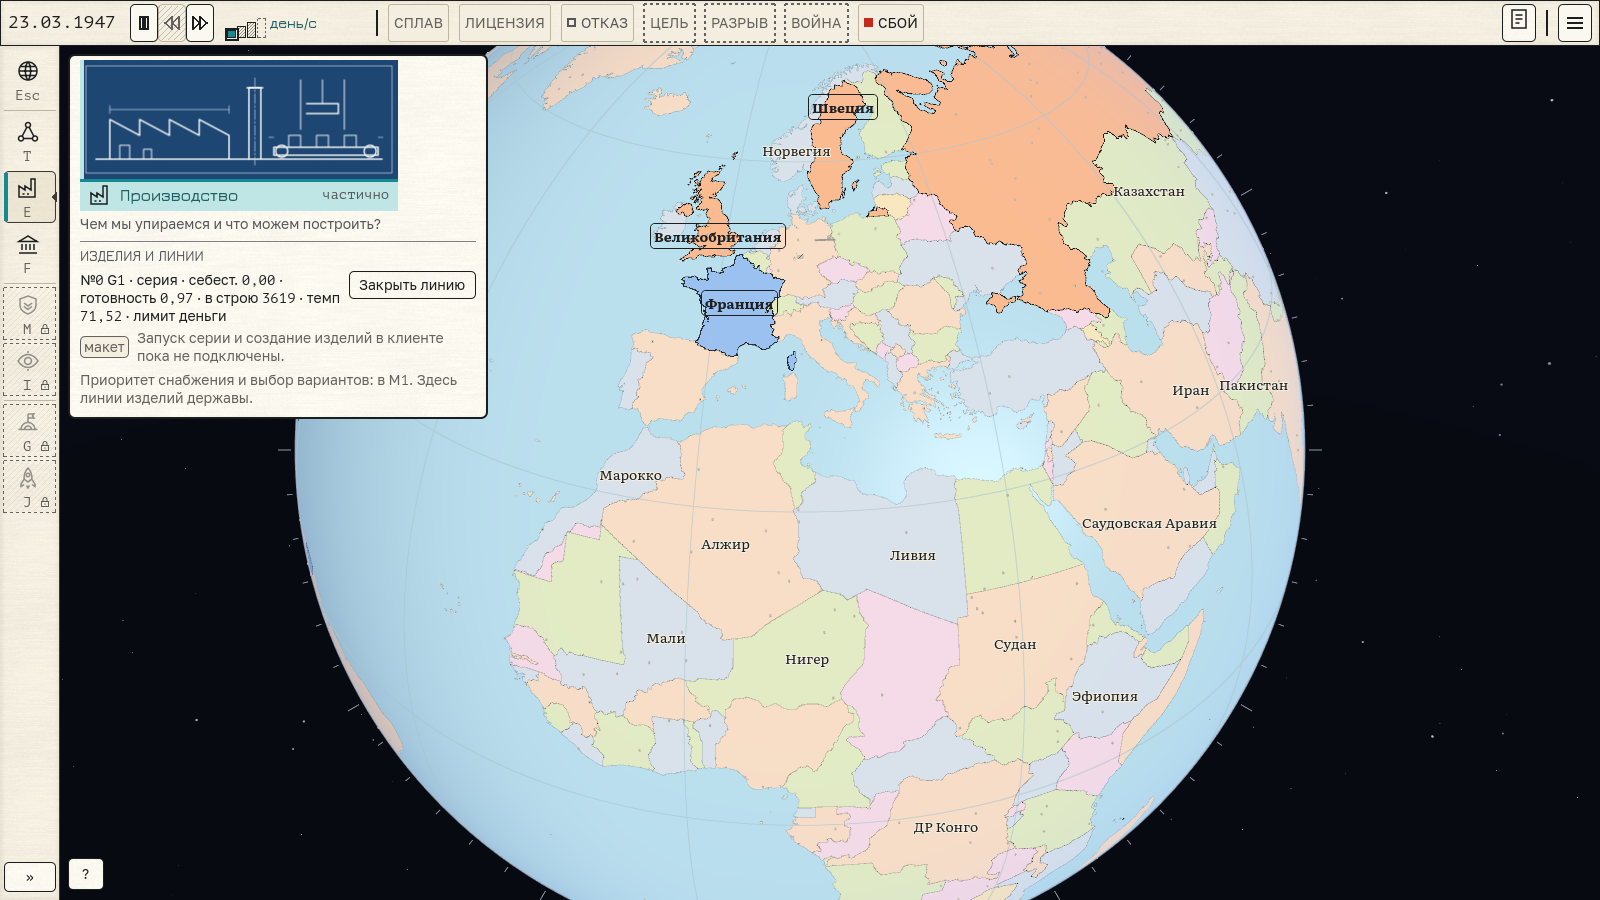 23.03.1947
день/с
СПЛАВ
ЛИЦЕНЗИЯ
ОТКАЗ
ЦЕЛЬ
РАЗРЫВ
ВОЙНА
СБОЙ
Esc
T
E
F
M
I
G
J
»
?
Производство
частично
Чем мы упираемся и что можем построить?
ИЗДЕЛИЯ И ЛИНИИ
№0 G1 · серия · себест. 0,00 ·
готовность 0,97 · в строю 3619 · темп
71,52 · лимит деньги
Закрыть линию
макет
Запуск серии и создание изделий в клиенте
пока не подключены.
Приоритет снабжения и выбор вариантов: в M1. Здесь
линии изделий державы.
Швеция
Норвегия
Казахстан
Великобритания
Франция
Иран
Пакистан
Марокко
Саудовская Аравия
Алжир
Ливия
Мали
Нигер
Судан
Эфиопия
ДР Конго